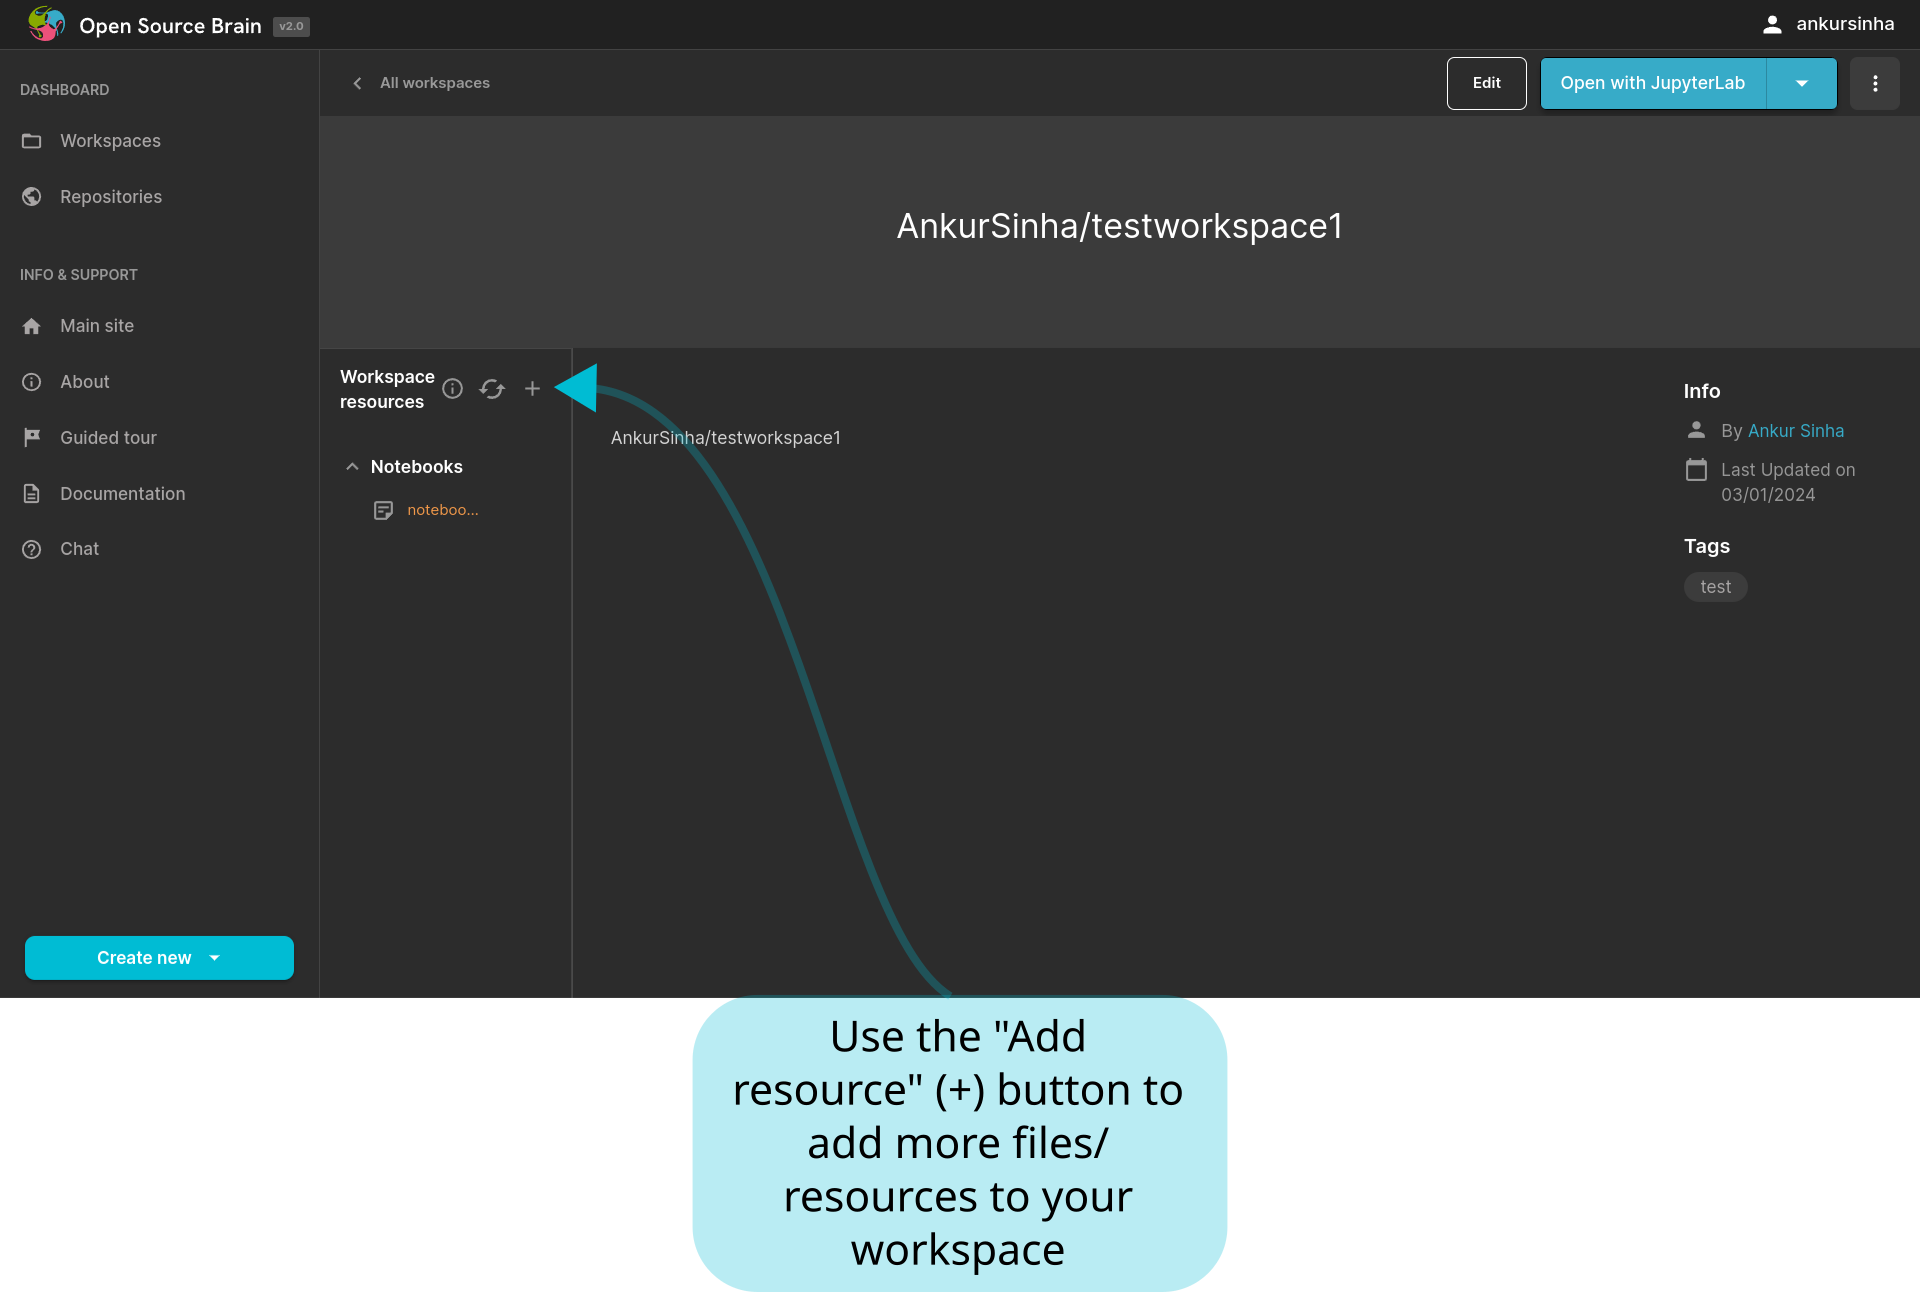 Open Source Brain v2.0
ankursinha
DASHBOARD
Workspaces
Repositories
INFO & SUPPORT
Main site
About
Guided tour
Documentation
Chat
Create new
All workspaces
Edit
Open with JupyterLab
AnkurSinha/testworkspace1
Workspace
resources
Notebooks
noteboo...
AnkurSinha/testworkspace1
Info
By Ankur Sinha
Last Updated on
03/01/2024
Tags
test
Use the "Add
resource" (+) button to
add more files/
resources to your
workspace